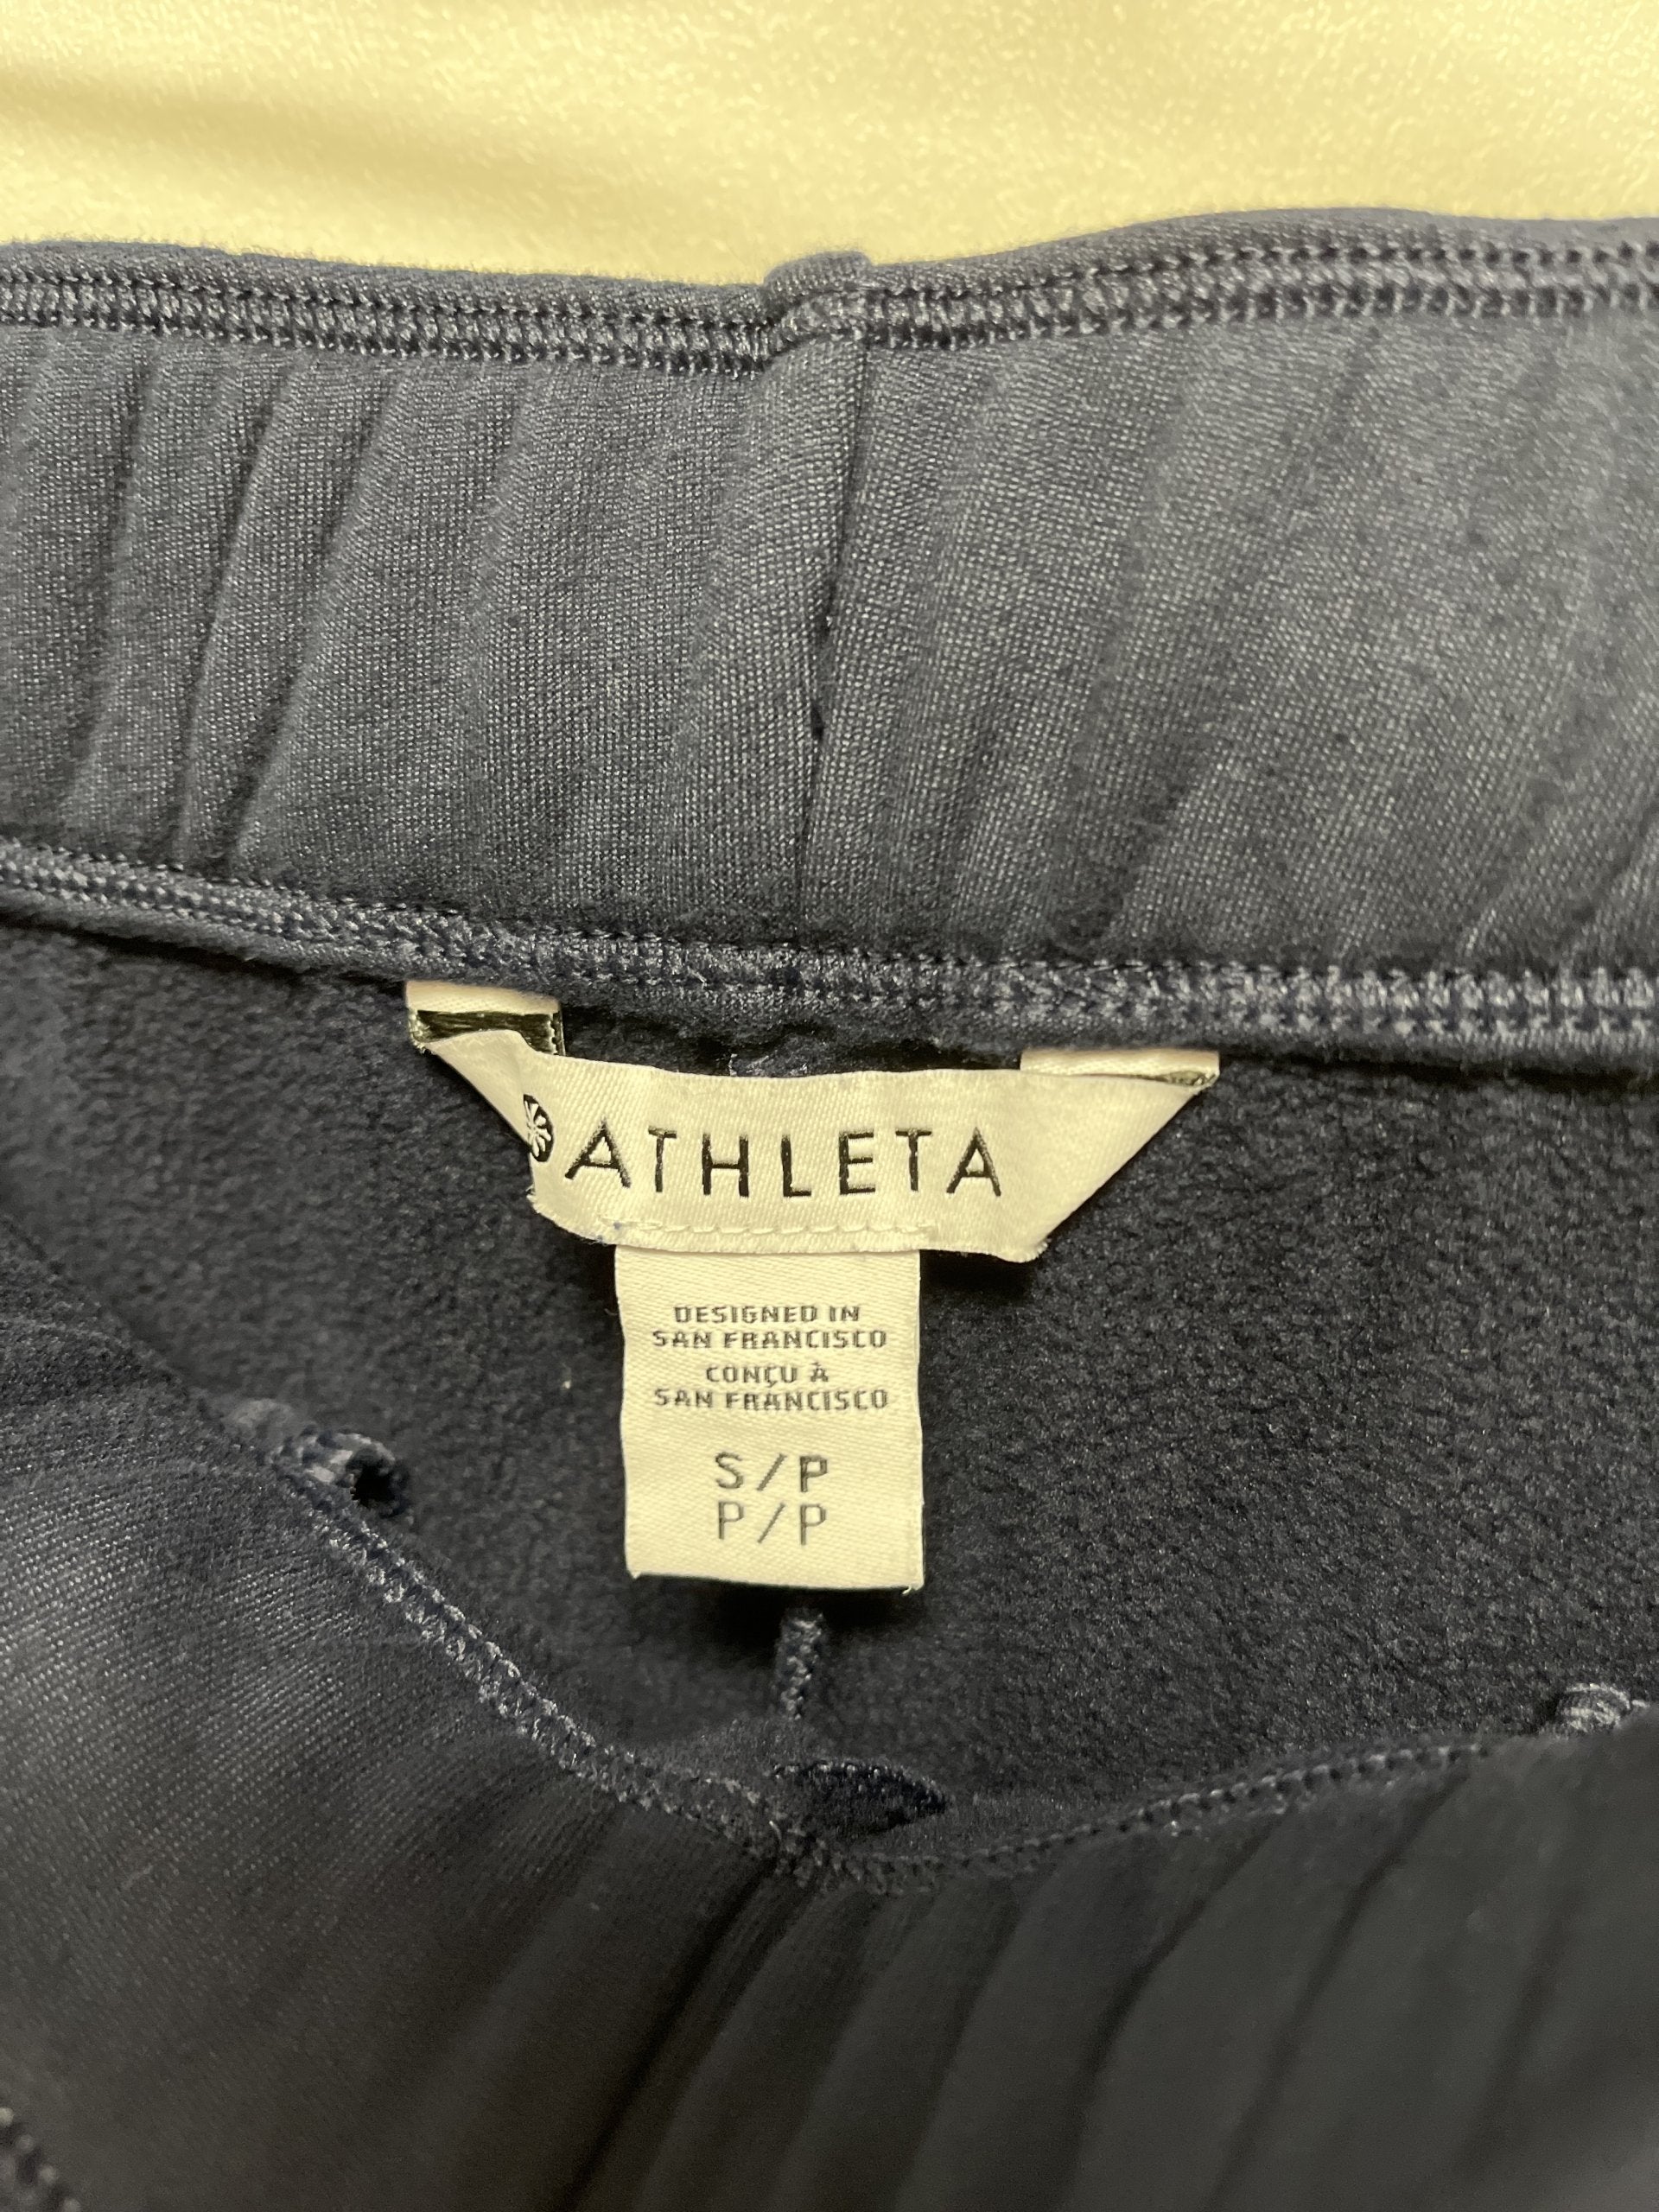 ATHLETA
DESIGNED IN
SAN FRANCISCO
CONÇU À
SAN FRANCISCO
S/P
P/P